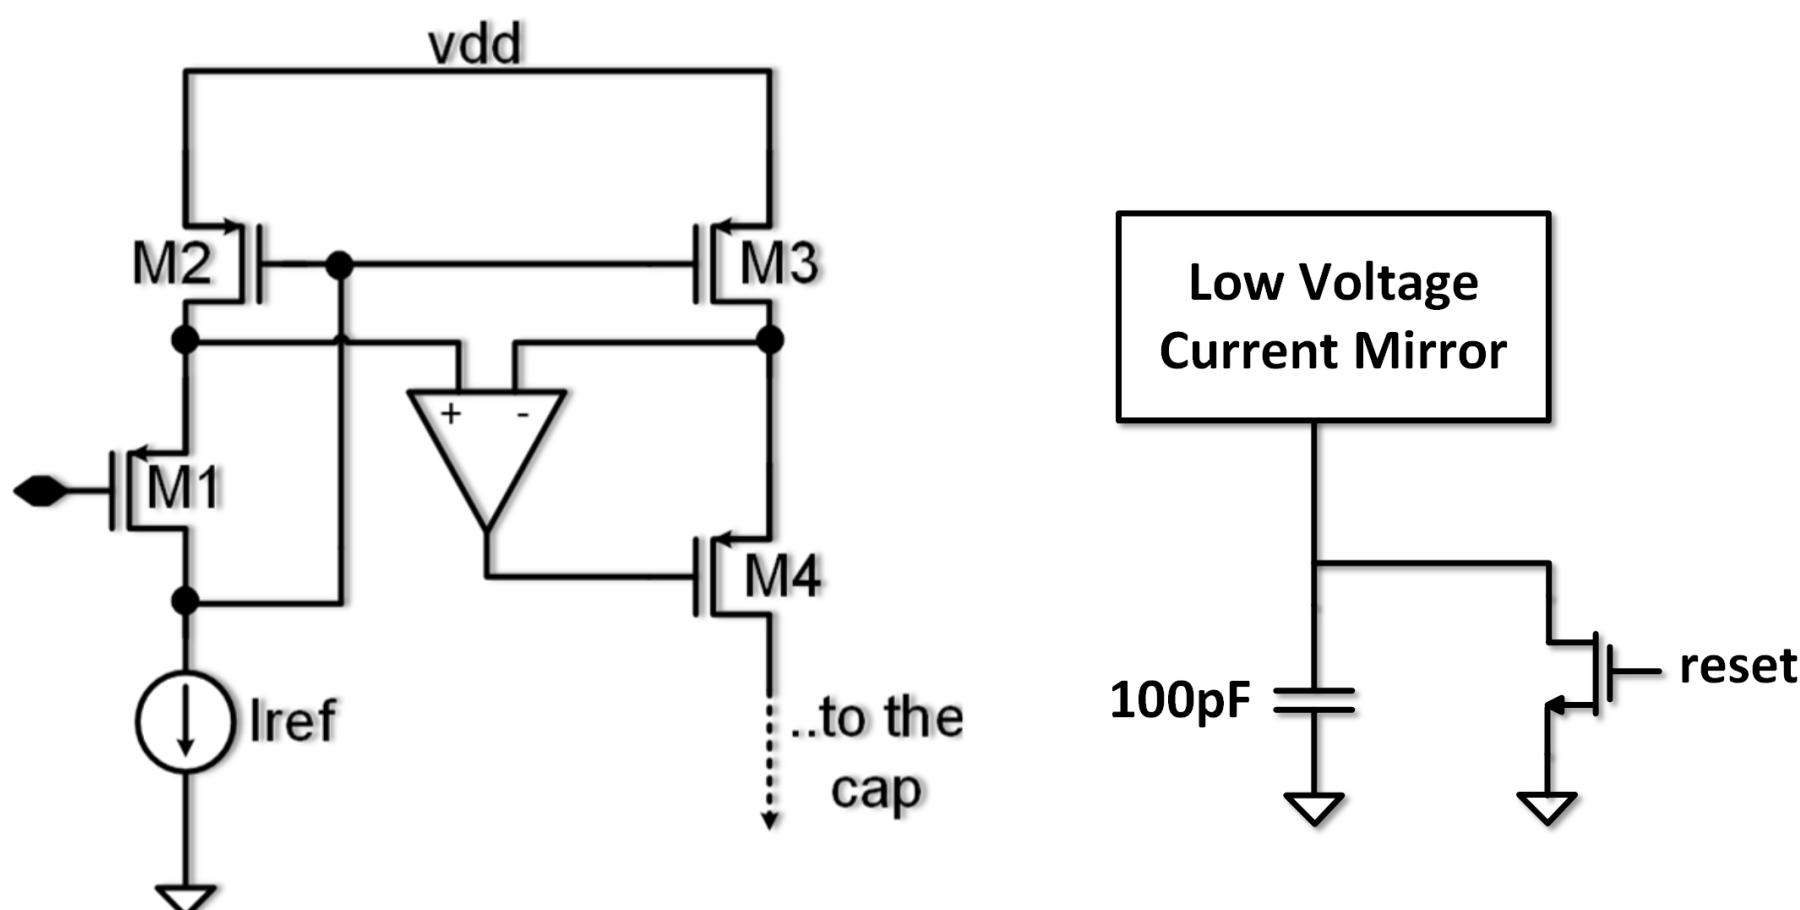 vdd
M2
M3
+ -
M1
M4
Iref
..to the
cap
Low Voltage
Current Mirror
100pF
reset